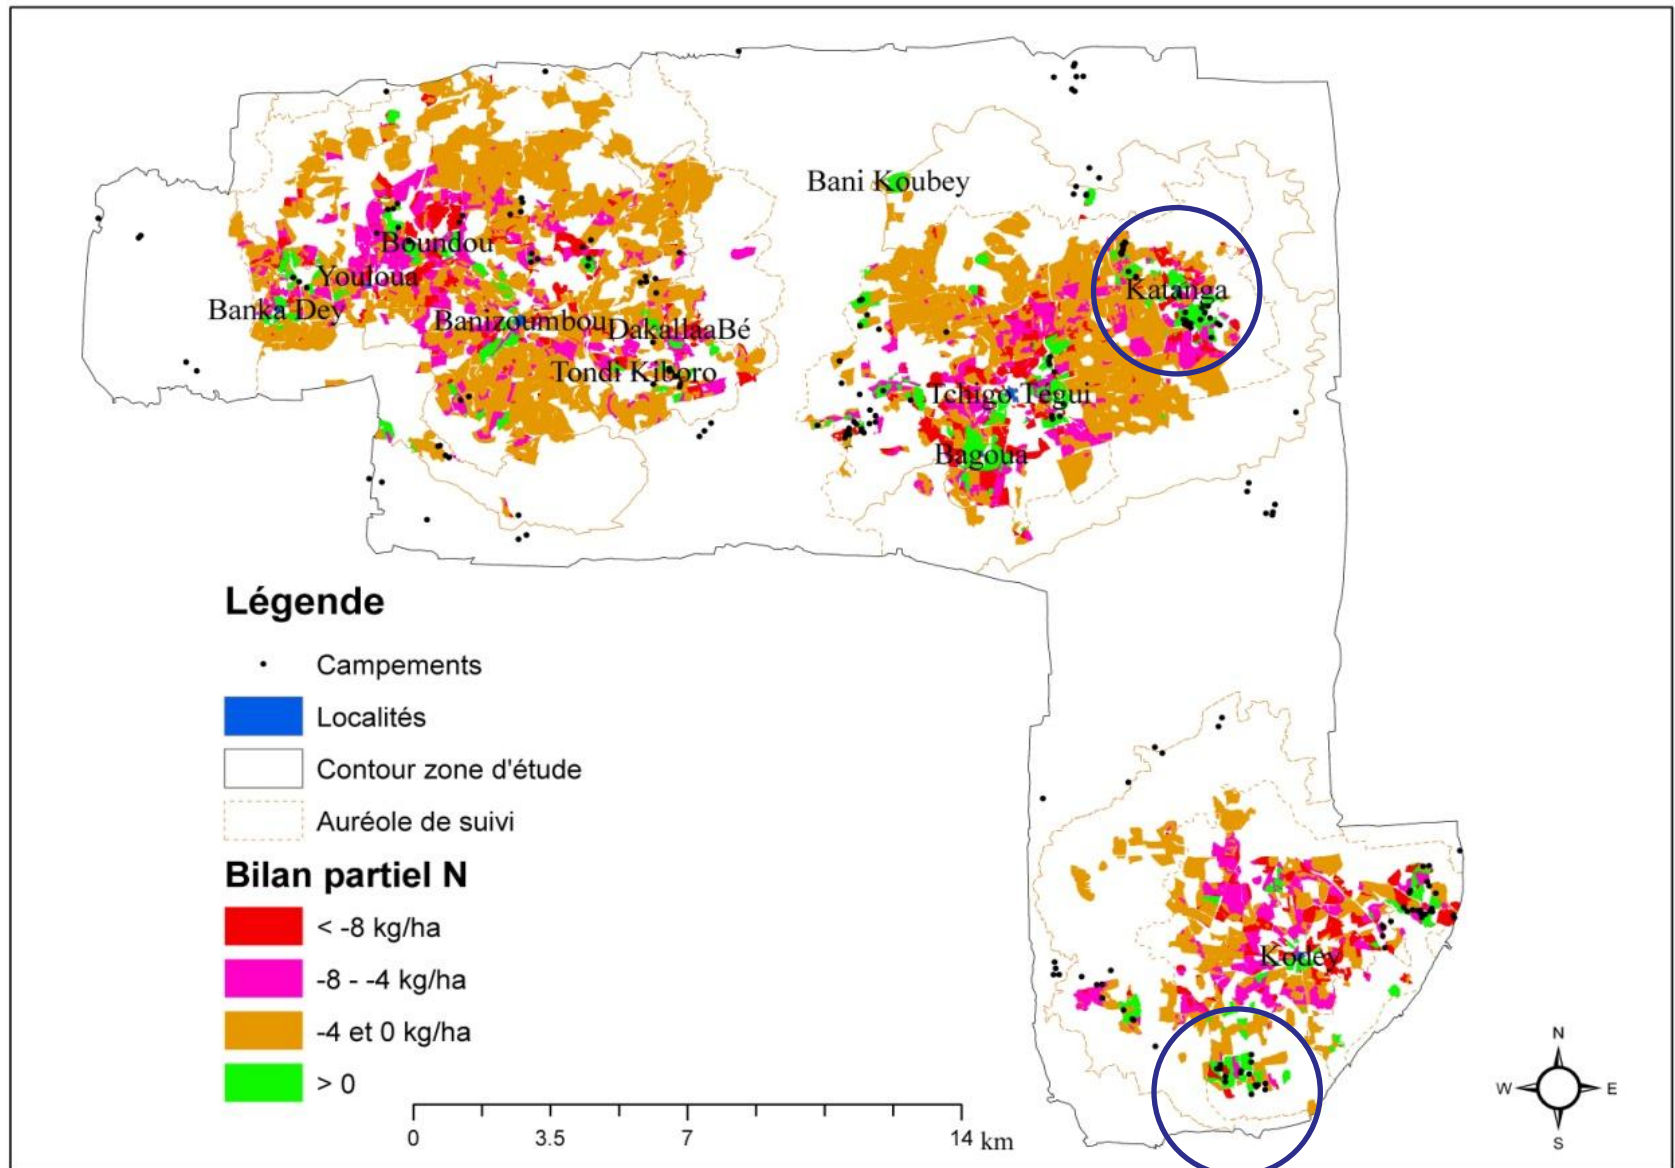 Bani Koubey
Boundou
Youloua
Katanga
Banka Dey
Banizoumbou
DakallaaBé
Tondi Kiboro
Tchigo Tégui
Bagoua
Légende
Campements
Localités
Contour zone d'étude
Auréole de suivi
Bilan partiel N
< -8 kg/ha
-8 - -4 kg/ha
-4 et 0 kg/ha
> 0
Kodey
0 3.5 7 14 km
N
W E
S